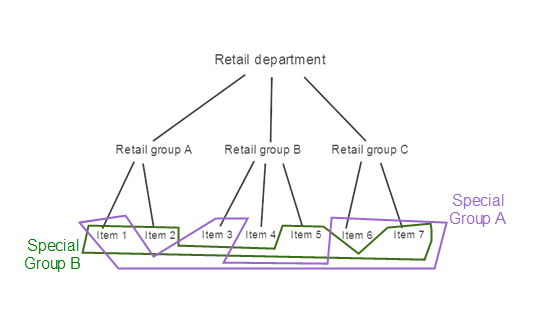 Retail department
Retail group A
Retail group B
Retail group C
Special
Group A
Item 1
Item 2
Item 3
Item 4
Item 5
Item 6
Item 7
Special
Group B